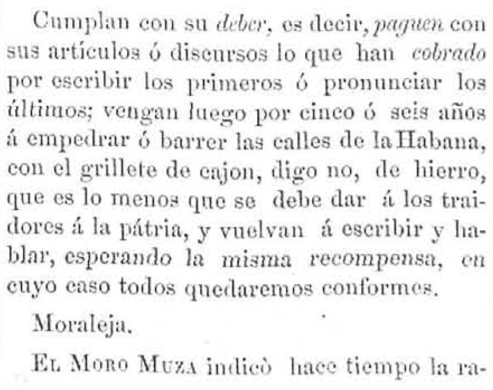 Cumplan con su deber, es decir, paguen con
sus artículos ó discursos lo que han cobrado
por escribir los primeros ó pronunciar los
últimos; vengan luego por cinco ó seis años
á empedrar ó barrer las calles de la Habana,
con el grillete de cajon, digo no, de hierro,
que es lo menos que se debe dar á los trai-
dores á la pátria, y vuelvan á escribir y ha-
blar, esperando la misma recompensa, en
cuyo caso todos quedaremos conformes.
Moraleja.
EL MORO MUZA indicò hace tiempo la ra-